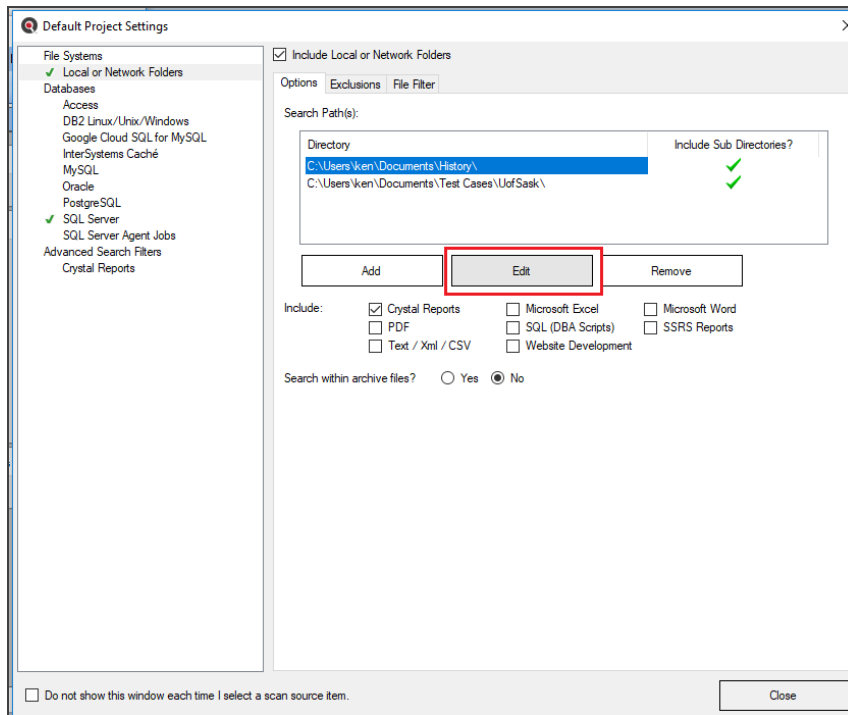 Default Project Settings
File Systems
Local or Network Folders
Databases
Access
DB2 Linux/Unix/Windows
Google Cloud SQL for MySQL
InterSystems Caché
MySQL
Oracle
PostgreSQL
SQL Server
SQL Server Agent Jobs
Advanced Search Filters
Crystal Reports
Include Local or Network Folders
Options Exclusions File Filter
Search Path(s):
Directory Include Sub Directories?
C:\Users\ken\Documents\History\
C:\Users\ken\Documents\Test Cases\UofSask\
Add Edit Remove
Include: Crystal Reports Microsoft Excel Microsoft Word
PDF SQL (DBA Scripts) SSRS Reports
Text / Xml / CSV Website Development
Search within archive files? Yes No
Do not show this window each time I select a scan source item. Close